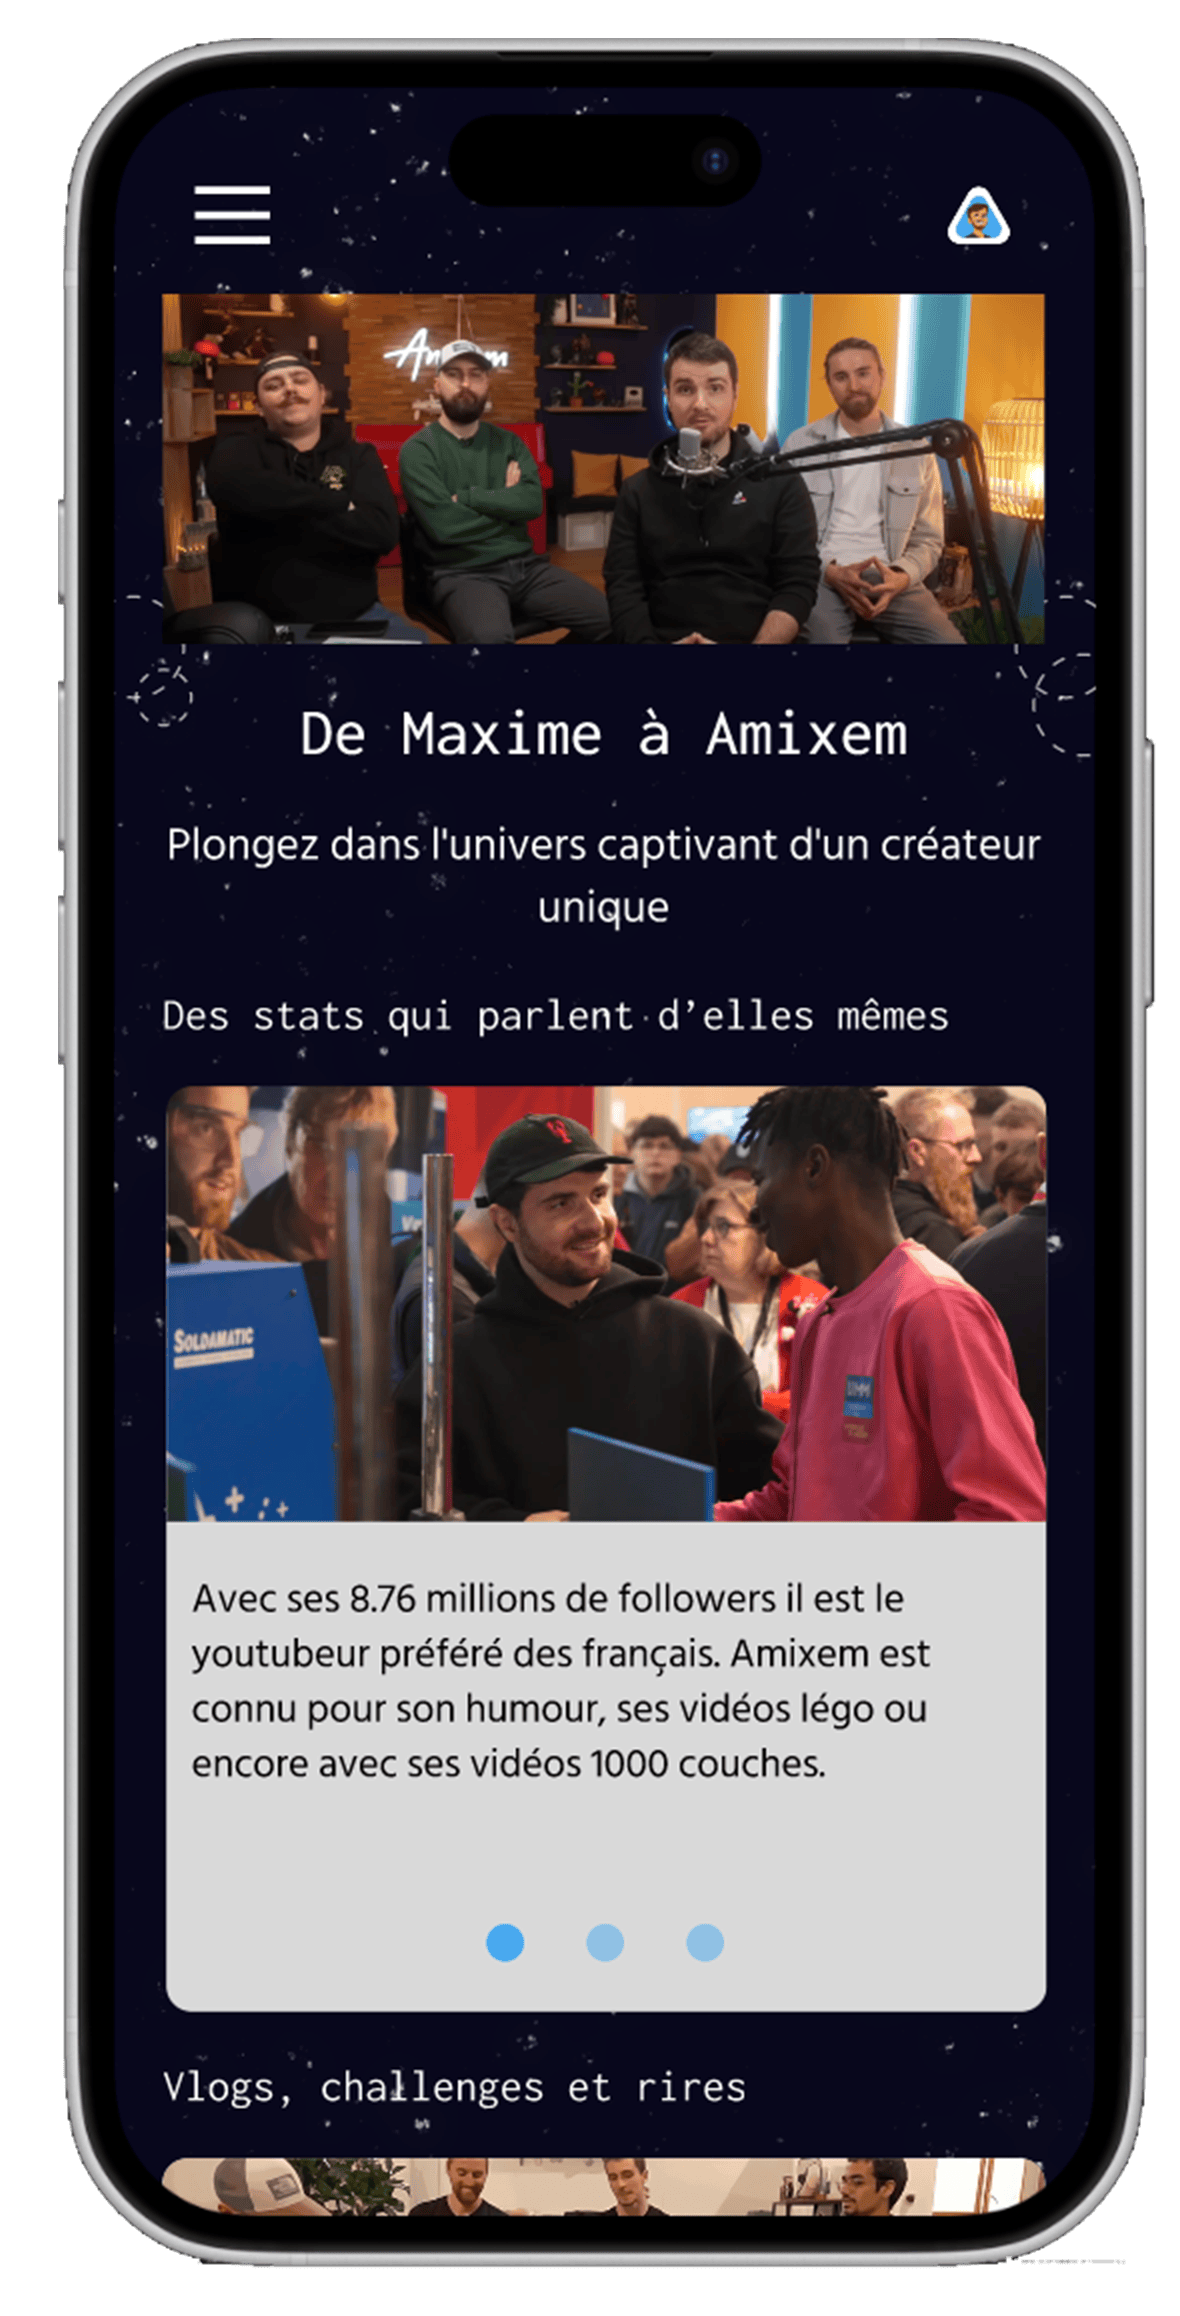 De Maxime à Amixem
Plongez dans l'univers captivant d'un créateur
unique
Des stats qui parlent d’elles mêmes
SOLDAMATIC
Avec ses 8.76 millions de followers il est le
youtubeur préféré des français. Amixem est
connu pour son humour, ses vidéos légo ou
encore avec ses vidéos 1000 couches.
Vlogs, challenges et rires